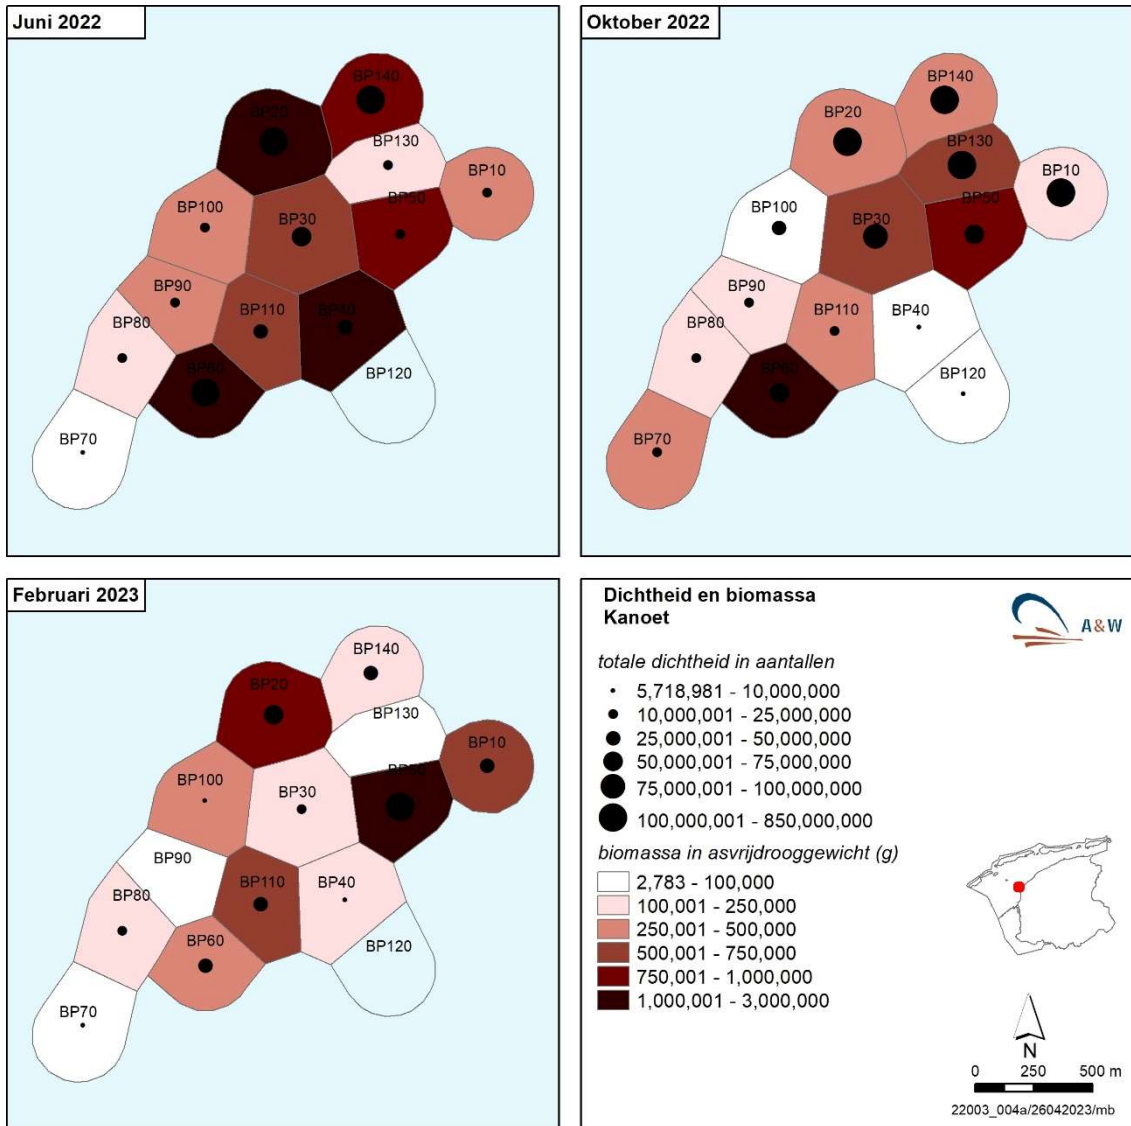 Juni 2022
BP140
BP20
BP130
BP10
BP100
BP50
BP30
BP90
BP110
BP40
BP80
BP60
BP120
BP70
Oktober 2022
BP140
BP20
BP130
BP10
BP100
BP50
BP30
BP90
BP110
BP40
BP80
BP60
BP120
BP70
Februari 2023
BP140
BP20
BP130
BP10
BP100
BP50
BP30
BP90
BP110
BP40
BP80
BP60
BP120
BP70
Dichtheid en biomassa
Kanoet
A&W
totale dichtheid in aantallen
5,718,981 - 10,000,000
10,000,001 - 25,000,000
25,000,001 - 50,000,000
50,000,001 - 75,000,000
75,000,001 - 100,000,000
100,000,001 - 850,000,000
biomassa in asvrijdrooggewicht (g)
2,783 - 100,000
100,001 - 250,000
250,001 - 500,000
500,001 - 750,000
750,001 - 1,000,000
1,000,001 - 3,000,000
N
0 250 500 m
22003_004a/26042023/mb